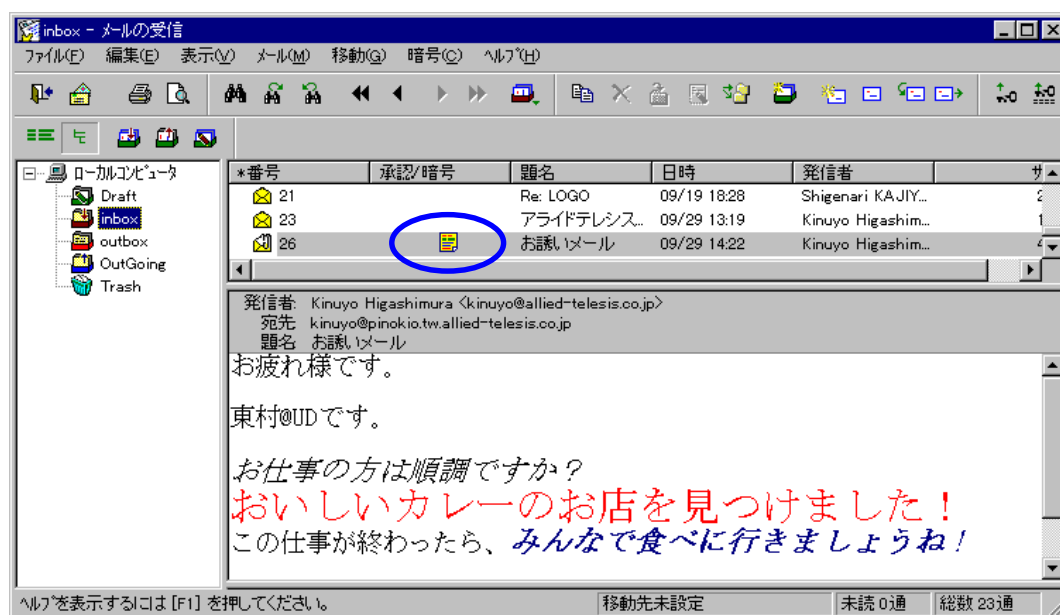 inbox - ﾒｰﾙの受信
ﾌｧｲﾙ(F) 編集(E) 表示(V) ﾒｰﾙ(M) 移動(G) 暗号(C) ﾍﾙﾌﾟ(H)
ﾛｰｶﾙｺﾝﾋﾟｭｰﾀ
Draft
inbox
outbox
OutGoing
Trash
*番号 承認/暗号 題名 日時 発信者 サ
21 Re: LOGO 09/19 18:28 Shigenari KAJIY...
23 アライドテレシス... 09/29 13:19 Kinuyo Higashim...
26 お誘いメール 09/29 14:22 Kinuyo Higashim...
発信者: Kinuyo Higashimura <kinuyo@allied-telesis.co.jp>
宛先: kinuyo@pinokio.tw.allied-telesis.co.jp
題名: お誘いメール
お疲れ様です。
東村@UDです。
お仕事の方は順調ですか？
おいしいカレーのお店を見つけました！
この仕事が終わったら、みんなで食べに行きましょうね！
ﾍﾙﾌﾟを表示するには [F1] を押してください。 移動先未設定 未読 0通 総数 23通